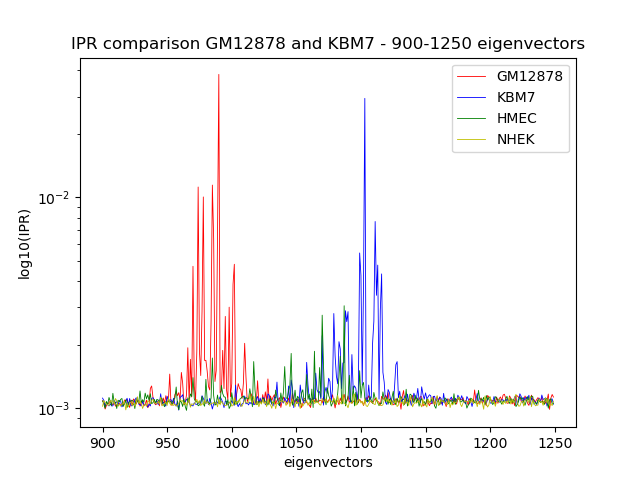 IPR comparison GM12878 and KBM7 - 900-1250 eigenvectors
GM12878
KBM7
HMEC
NHEK
log10(IPR)
10⁻²
10⁻³
900 950 1000 1050 1100 1150 1200 1250
eigenvectors